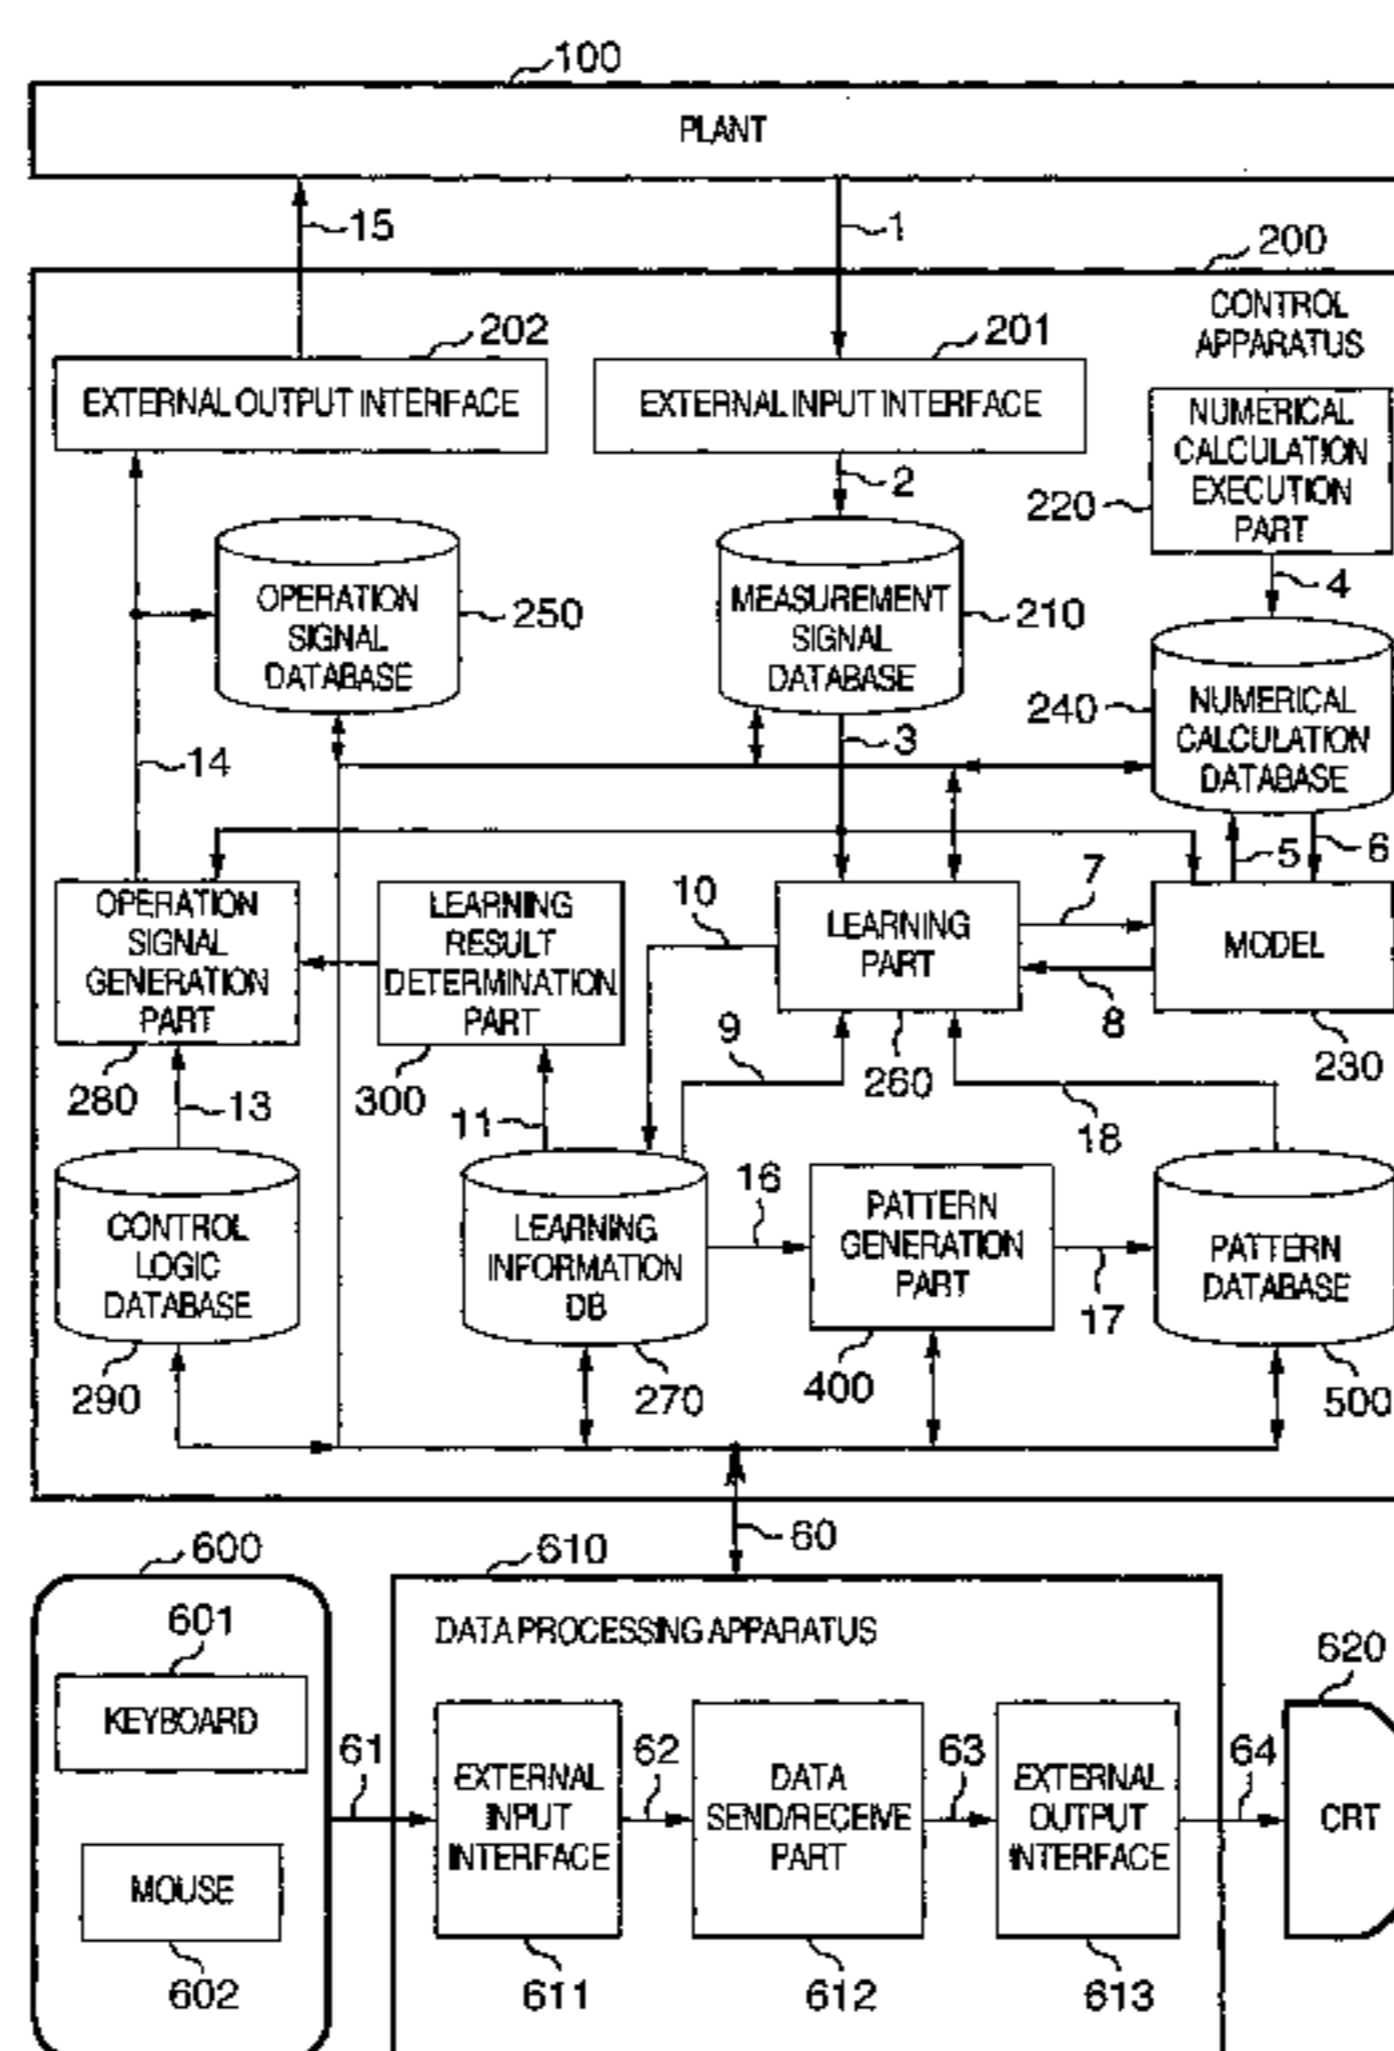 100
PLANT
15
1
200
CONTROL
APPARATUS
202
201
EXTERNAL OUTPUT INTERFACE
EXTERNAL INPUT INTERFACE
NUMERICAL
CALCULATION
EXECUTION
PART
220
2
4
OPERATION
SIGNAL
DATABASE
250
MEASUREMENT
SIGNAL
DATABASE
210
240
NUMERICAL
CALCULATION
DATABASE
14
3
5
6
OPERATION
SIGNAL
GENERATION
PART
LEARNING
RESULT
DETERMINATION
PART
10
LEARNING
PART
7
MODEL
8
9
280
13
300
11
260
18
230
CONTROL
LOGIC
DATABASE
LEARNING
INFORMATION
DB
16
PATTERN
GENERATION
PART
17
PATTERN
DATABASE
290
270
400
500
60
600
610
601
KEYBOARD
DATA PROCESSING APPARATUS
620
61
EXTERNAL
INPUT
INTERFACE
62
DATA
SEND/RECEIVE
PART
63
EXTERNAL
OUTPUT
INTERFACE
64
CRT
MOUSE
602
611
612
613